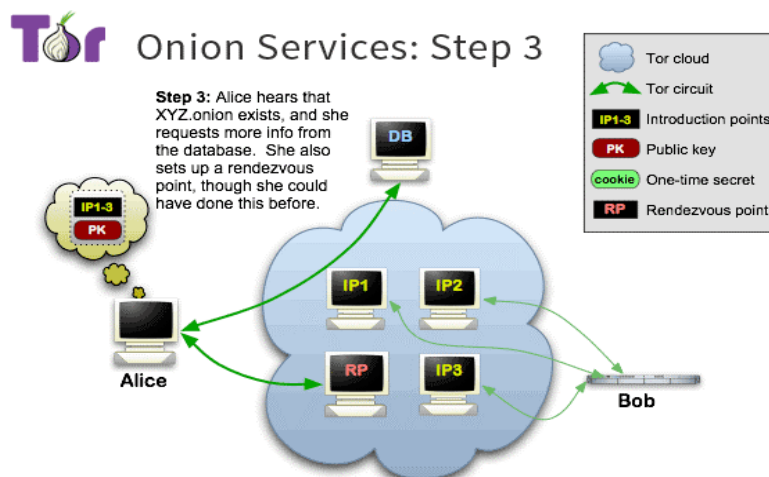 Tor
Onion Services: Step 3
Step 3: Alice hears that
XYZ.onion exists, and she
requests more info from
the database.  She also
sets up a rendezvous
point, though she could
have done this before.
Tor cloud
Tor circuit
IP1-3 Introduction points
PK Public key
cookie One-time secret
RP Rendezvous point
DB
IP1-3
PK
IP1
IP2
RP
IP3
Alice
Bob